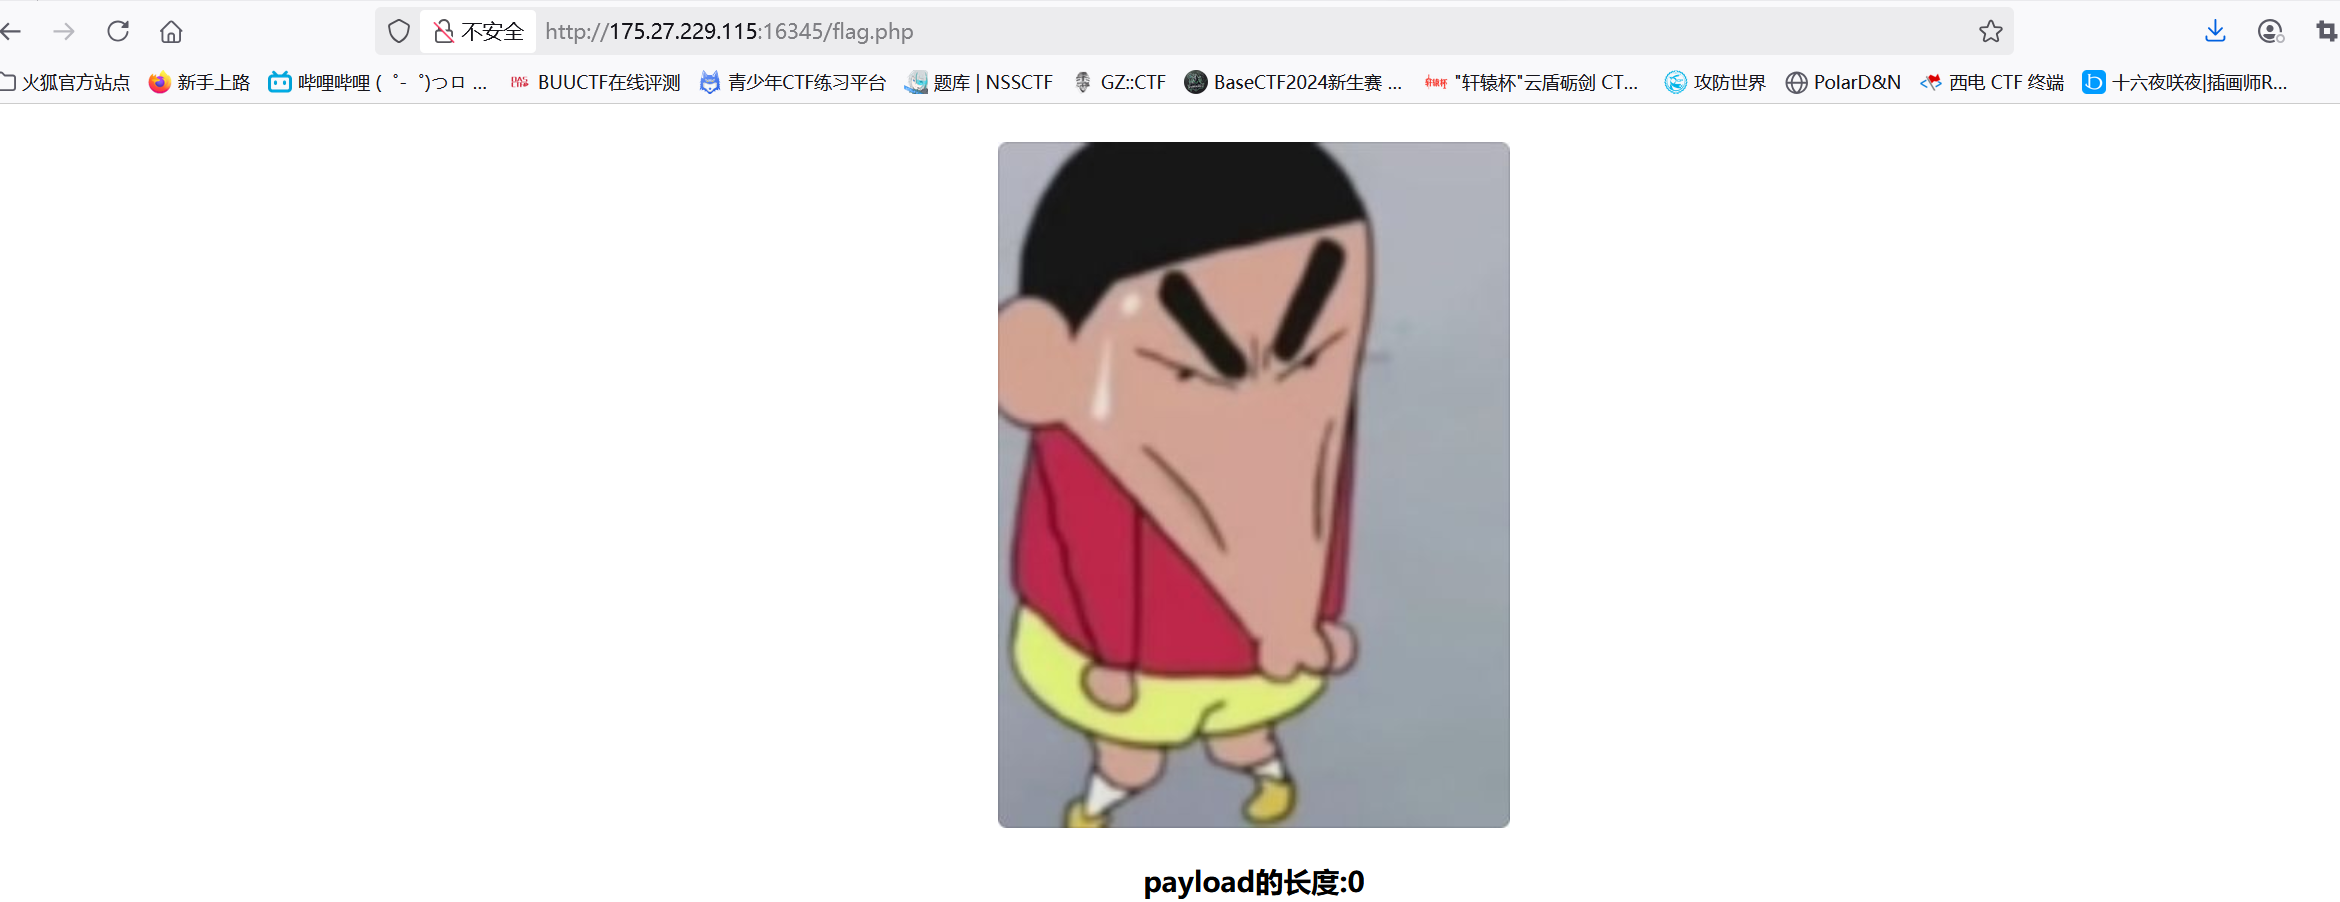 不安全 http://175.27.229.115:16345/flag.php
火狐官方站点 新手上路 哔哩哔哩 ( ゜- ゜)つロ ... BUUCTF在线评测 青少年CTF练习平台 题库 | NSSCTF GZ::CTF BaseCTF2024新生赛 ... "轩辕杯"云盾砺剑 CT... 攻防世界 PolarD&N 西电 CTF 终端 十六夜咲夜|插画师R...
payload的长度:0